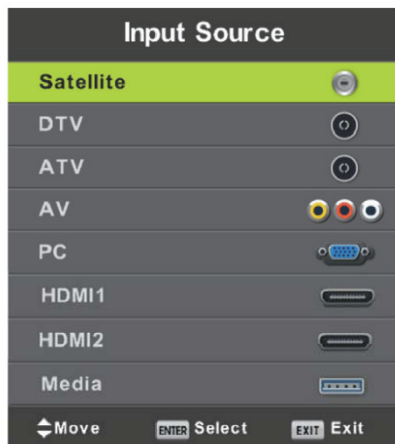 Input Source
Satellite
DTV
ATV
AV
PC
HDMI1
HDMI2
Media
Move ENTER Select EXIT Exit